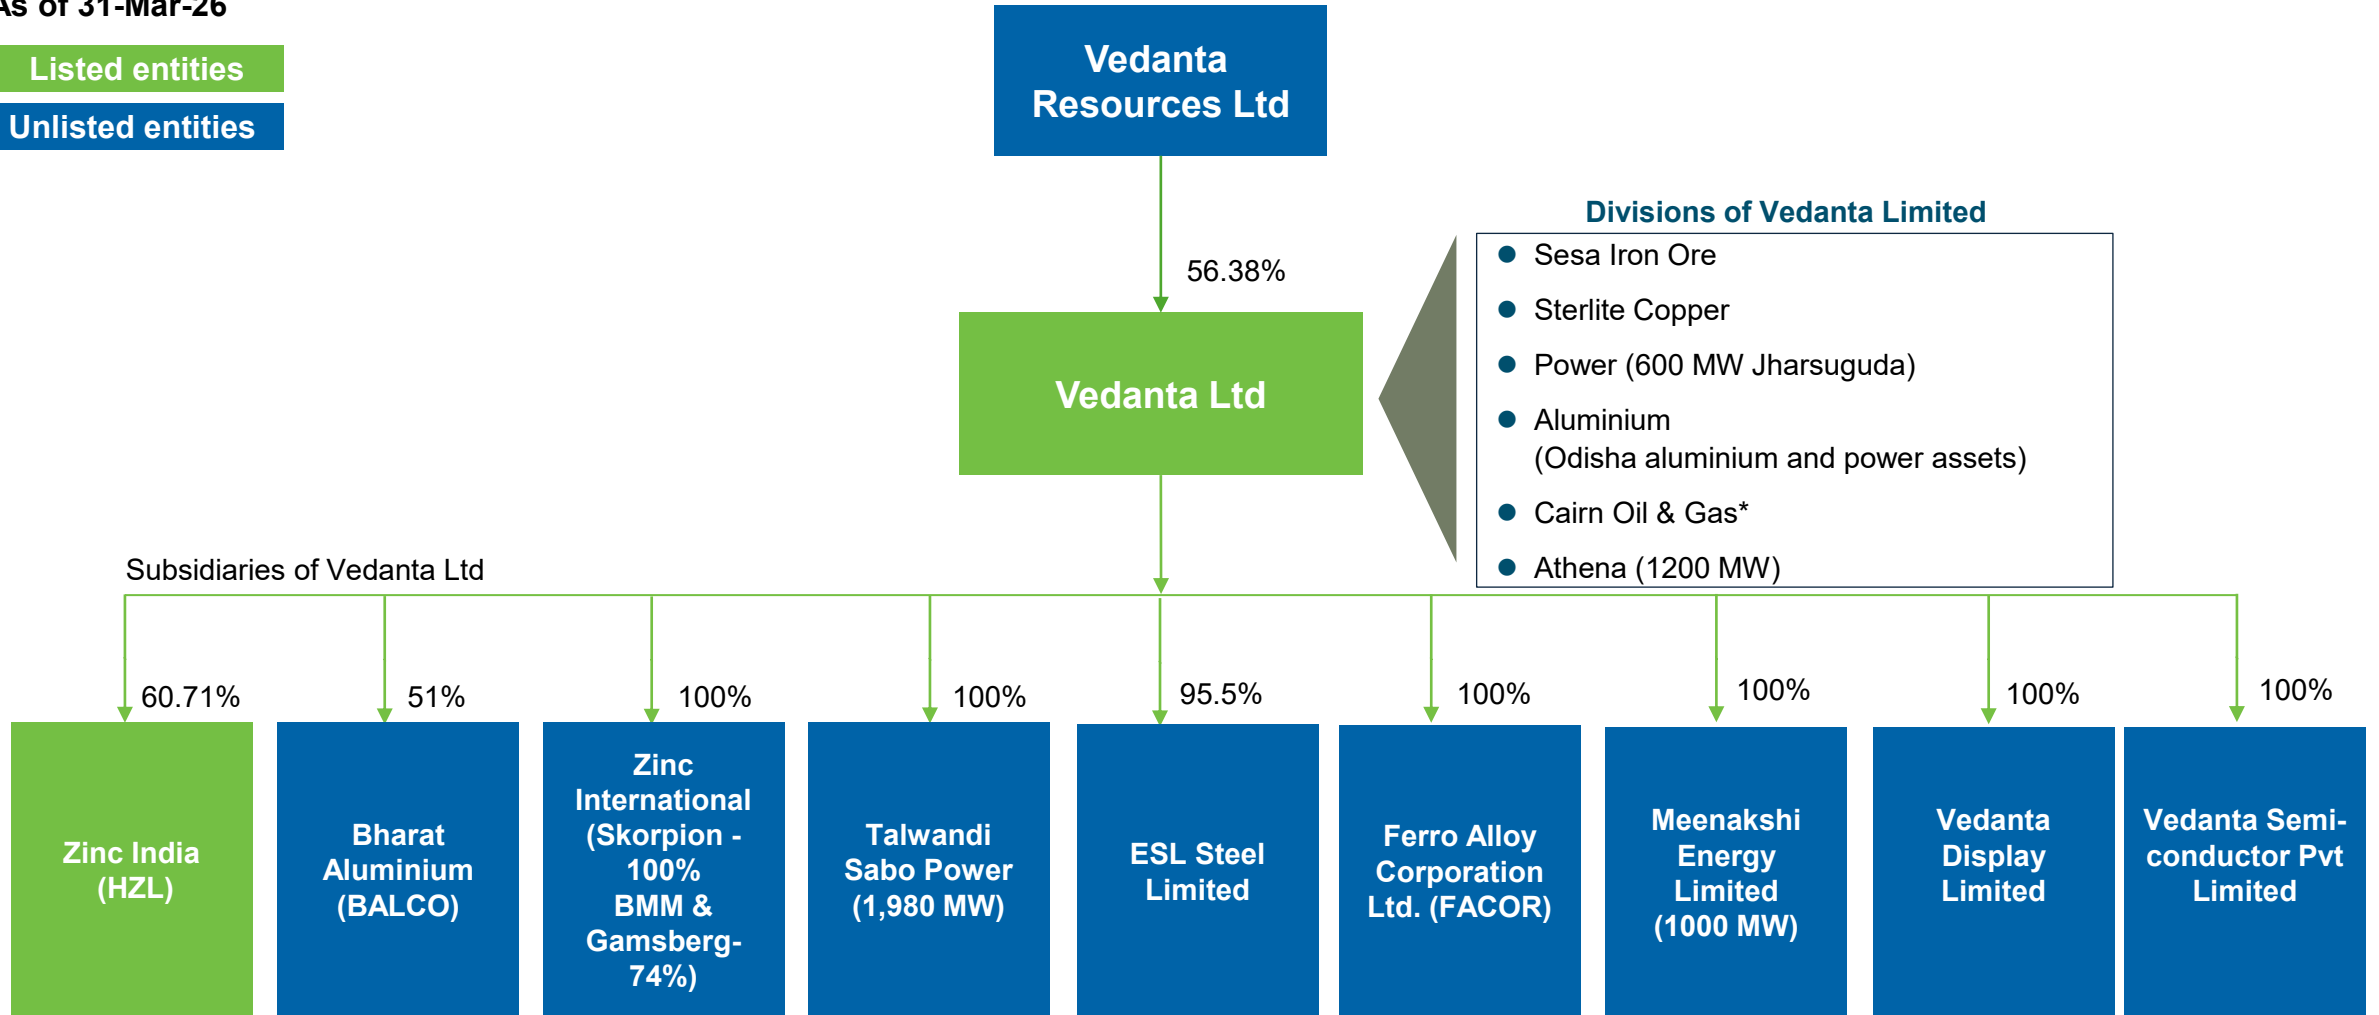 As of 31-Mar-26
Listed entities
Unlisted entities
Vedanta
Resources Ltd
56.38%
Vedanta Ltd
Divisions of Vedanta Limited
Sesa Iron Ore
Sterlite Copper
Power (600 MW Jharsuguda)
Aluminium
(Odisha aluminium and power assets)
Cairn Oil & Gas*
Athena (1200 MW)
Subsidiaries of Vedanta Ltd
60.71%
51%
100%
100%
95.5%
100%
100%
100%
100%
Zinc India
(HZL)
Bharat
Aluminium
(BALCO)
Zinc
International
(Skorpion -
100%
BMM &
Gamsberg-
74%)
Talwandi
Sabo Power
(1,980 MW)
ESL Steel
Limited
Ferro Alloy
Corporation
Ltd. (FACOR)
Meenakshi
Energy
Limited
(1000 MW)
Vedanta
Display
Limited
Vedanta Semi-
conductor Pvt
Limited